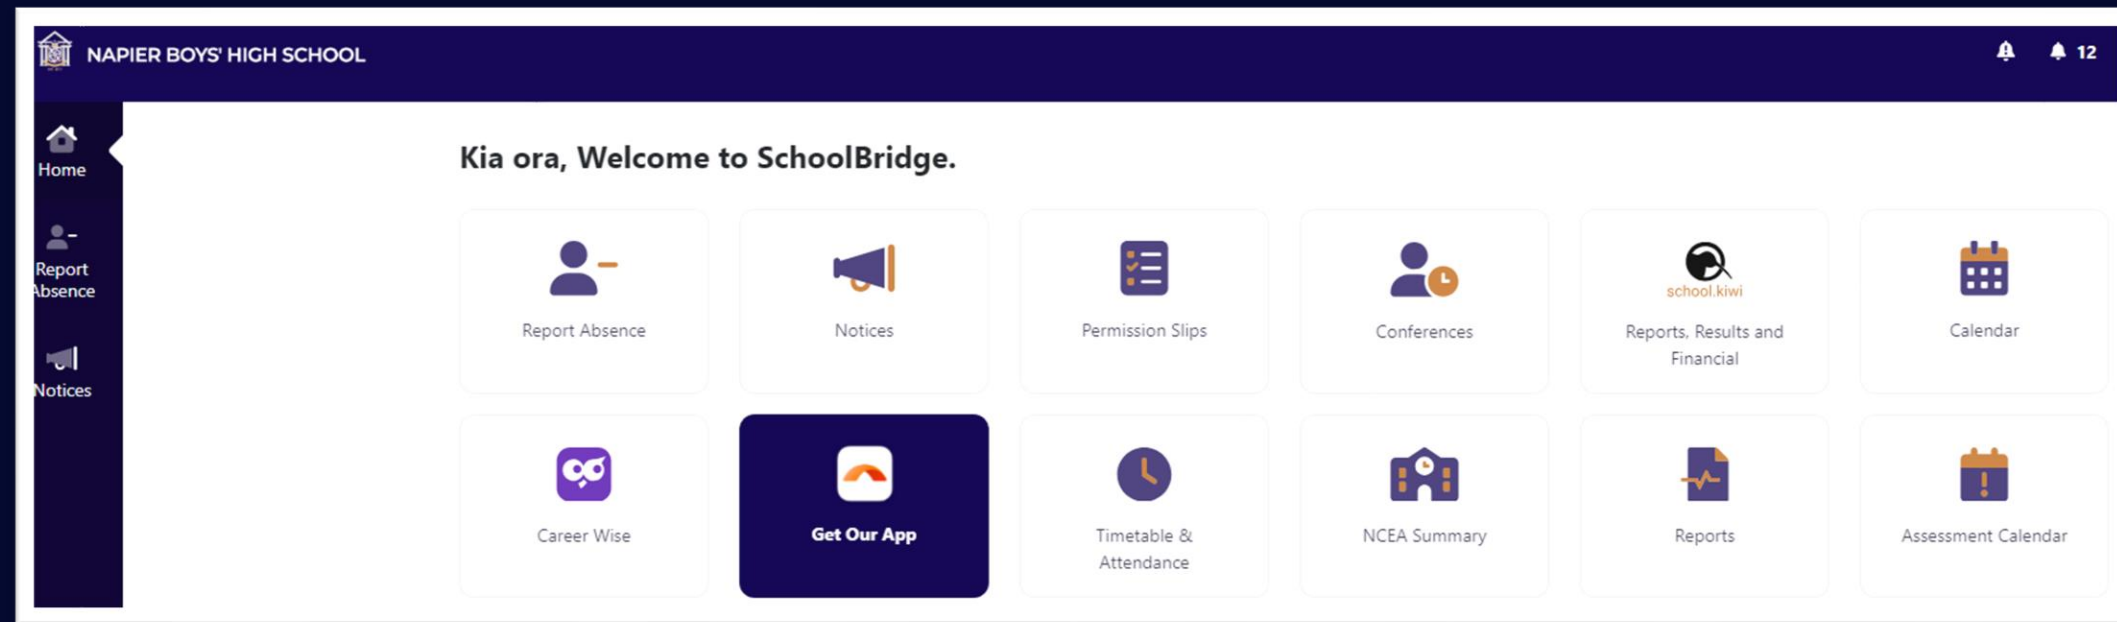 NAPIER BOYS' HIGH SCHOOL
12
Home
Report
Absence
Notices
Kia ora, Welcome to SchoolBridge.
Report Absence
Notices
Permission Slips
Conferences
school.kiwi
Reports, Results and
Financial
Calendar
Career Wise
Get Our App
Timetable &
Attendance
NCEA Summary
Reports
Assessment Calendar